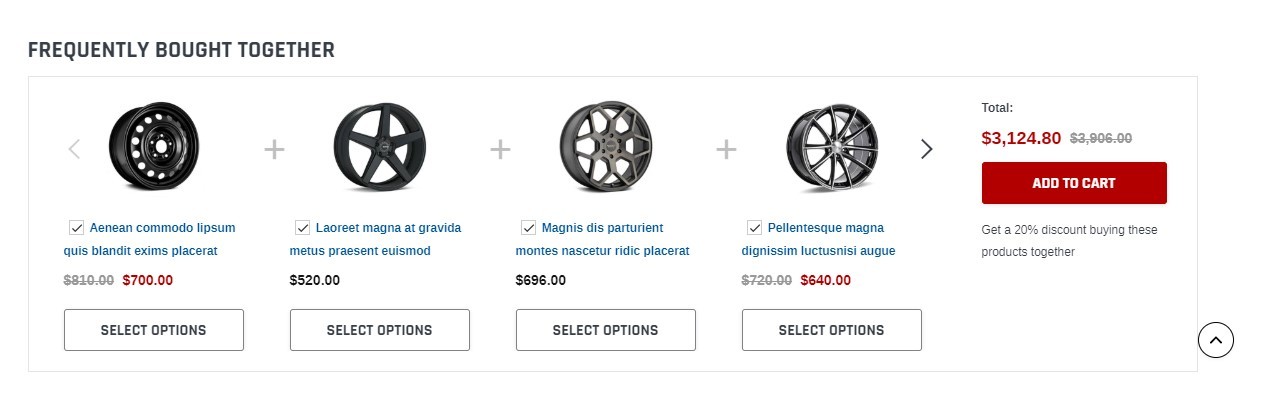 FREQUENTLY BOUGHT TOGETHER
Aenean commodo lipsum
quis blandit exims placerat
$810.00 $700.00
SELECT OPTIONS
Laoreet magna at gravida
metus praesent euismod
$520.00
SELECT OPTIONS
Magnis dis parturient
montes nascetur ridic placerat
$696.00
SELECT OPTIONS
Pellentesque magna
dignissim luctusnisi augue
$720.00 $640.00
SELECT OPTIONS
Total:
$3,124.80 $3,906.00
ADD TO CART
Get a 20% discount buying these
products together